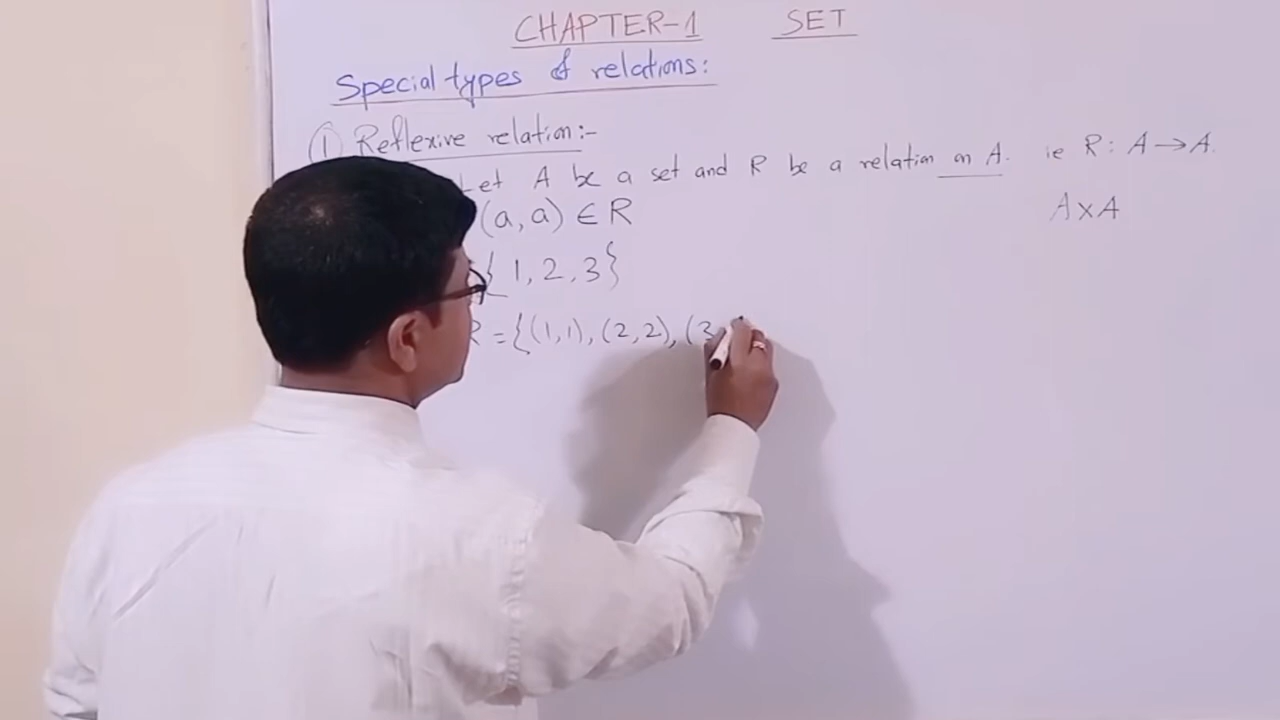 CHAPTER-1 SET
Special types of relations:
① Reflexive relation:-
Let A be a set and R be a relation on A. ie R: A→A.
(a, a) ∈ R
A×A
{ 1, 2, 3 }
R = {(1,1), (2,2), (3